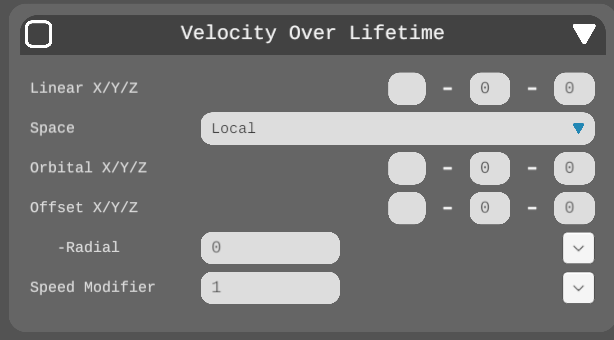 Velocity Over Lifetime
Linear X/Y/Z - 0 - 0
Space Local
Orbital X/Y/Z - 0 - 0
Offset X/Y/Z - 0 - 0
-Radial 0
Speed Modifier 1